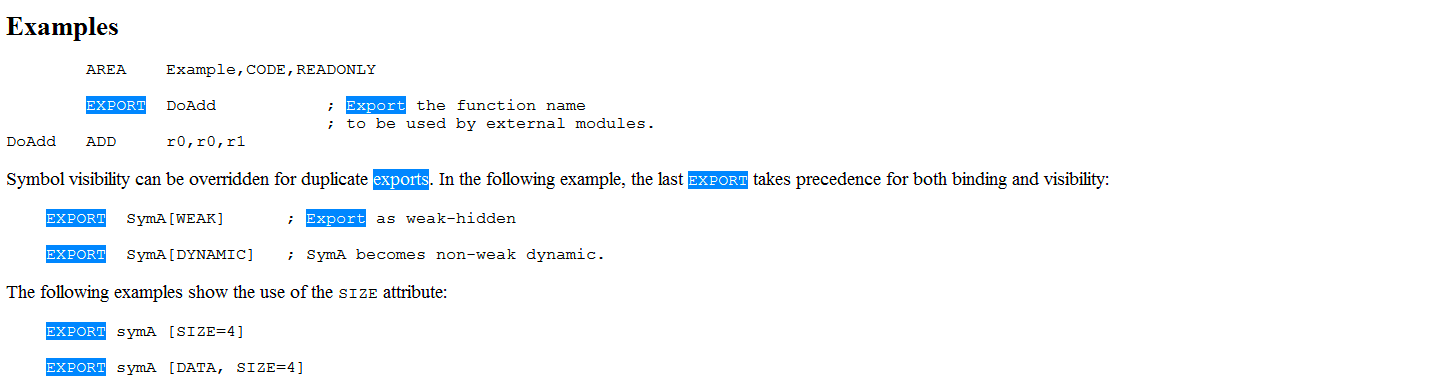 Examples
AREA    Example,CODE,READONLY
EXPORT  DoAdd           ; Export the function name
; to be used by external modules.
DoAdd   ADD     r0,r0,r1
Symbol visibility can be overridden for duplicate exports. In the following example, the last EXPORT takes precedence for both binding and visibility:
EXPORT  SymA[WEAK]      ; Export as weak-hidden
EXPORT  SymA[DYNAMIC]   ; SymA becomes non-weak dynamic.
The following examples show the use of the SIZE attribute:
EXPORT symA [SIZE=4]
EXPORT symA [DATA, SIZE=4]